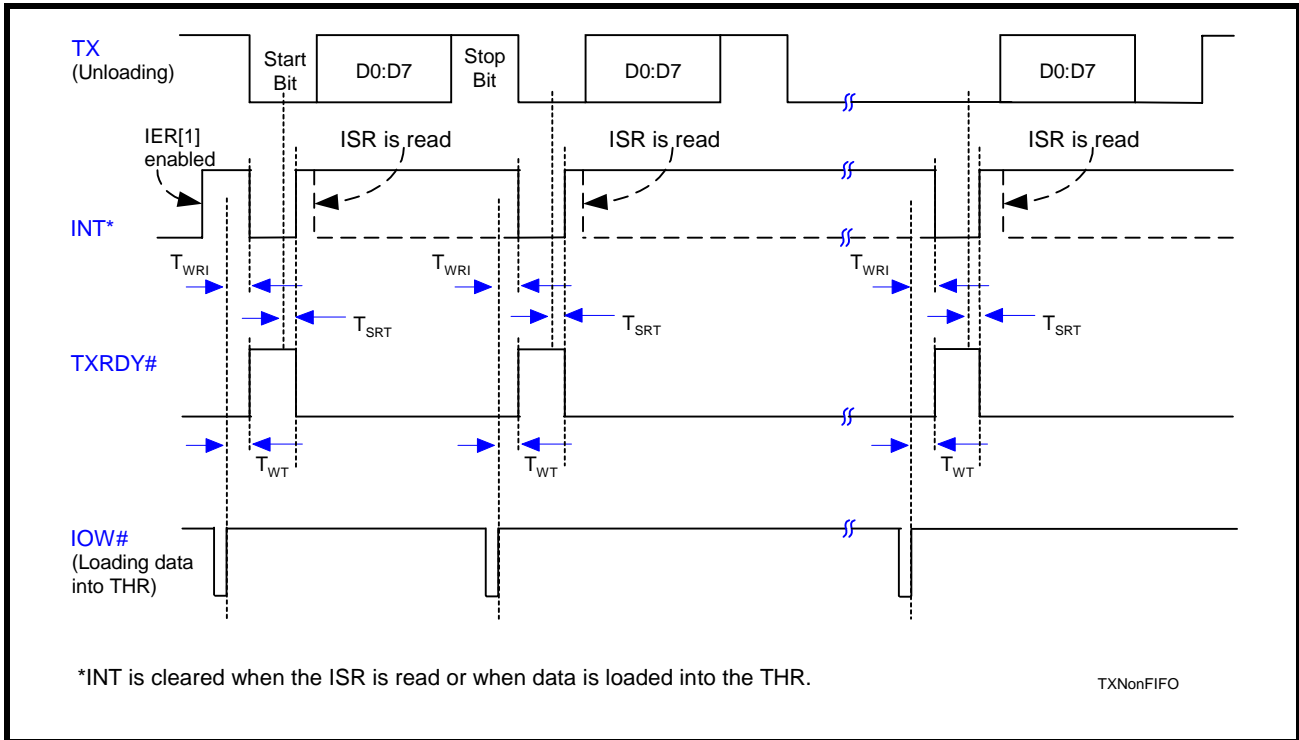 TX
(Unloading)
Start
Bit
D0:D7
Stop
Bit
D0:D7
D0:D7
IER[1]
enabled
ISR is read
ISR is read
ISR is read
INT*
TWRI
TWRI
TWRI
TSRT
TSRT
TSRT
TXRDY#
TWT
TWT
TWT
IOW#
(Loading data
into THR)
*INT is cleared when the ISR is read or when data is loaded into the THR.
TXNonFIFO